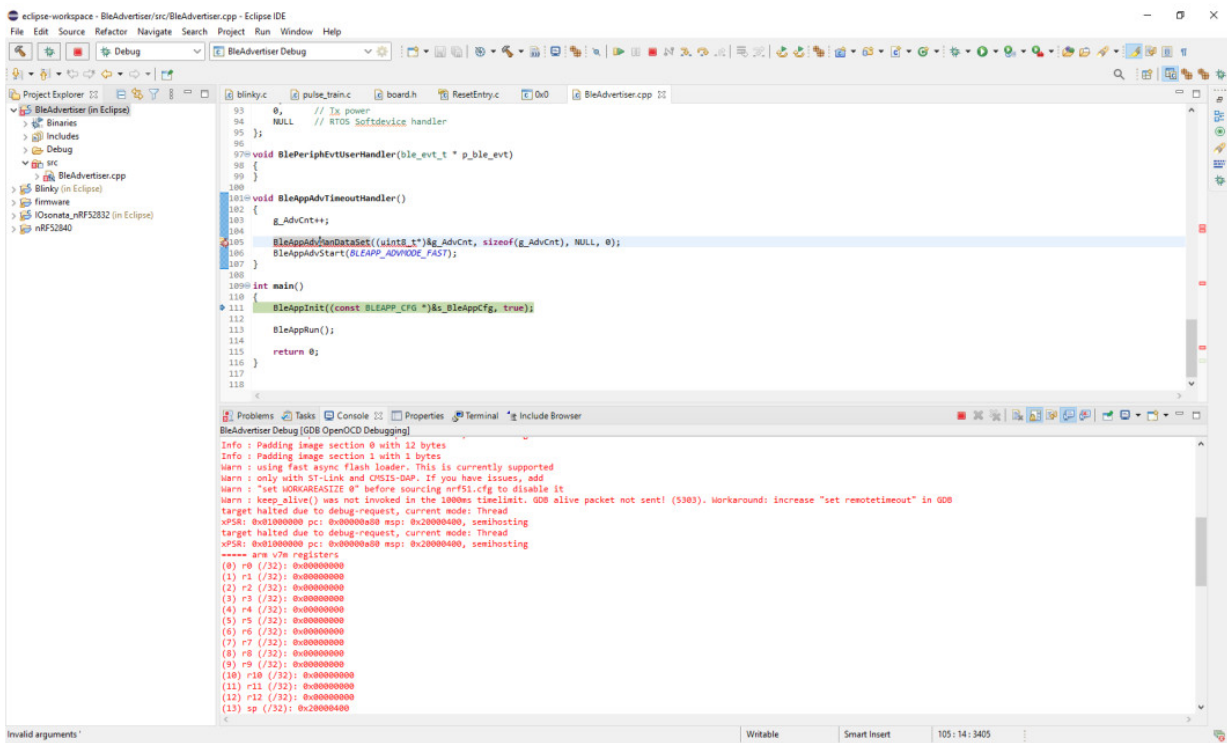 eclipse-workspace - BleAdvertiser/src/BleAdvertiser.cpp - Eclipse IDE
File Edit Source Refactor Navigate Search Project Run Window Help
Debug
BleAdvertiser Debug
Project Explorer
BleAdvertiser (in Eclipse)
Binaries
Includes
Debug
src
BleAdvertiser.cpp
Blinky (in Eclipse)
firmware
IOsonata_nRF52832 (in Eclipse)
nRF52840
blinky.c pulse_train.c board.h ResetEntry.c 0x0 BleAdvertiser.cpp
93 0, // Tx power
94 NULL // RTOS Softdevice handler
95 };
96
97 void BlePeriphEvtUserHandler(ble_evt_t * p_ble_evt)
98 {
99 }
100
101 void BleAppAdvTimeoutHandler()
102 {
103 g_AdvCnt++;
104
105 BleAppAdvManDataSet((uint8_t*)&g_AdvCnt, sizeof(g_AdvCnt), NULL, 0);
106 BleAppAdvStart(BLEAPP_ADVMODE_FAST);
107 }
108
109 int main()
110 {
111 BleAppInit((const BLEAPP_CFG *)&s_BleAppCfg, true);
112
113 BleAppRun();
114
115 return 0;
116 }
117
118
Problems Tasks Console Properties Terminal Include Browser
BleAdvertiser Debug [GDB OpenOCD Debugging]
Info : Padding image section 0 with 12 bytes
Info : Padding image section 1 with 1 bytes
Warn : using fast async flash loader. This is currently supported
Warn : only with ST-Link and CMSIS-DAP. If you have issues, add
Warn : "set WORKAREASIZE 0" before sourcing nrf51.cfg to disable it
Warn : keep_alive() was not invoked in the 1000ms timelimit. GDB alive packet not sent! (5303). Workaround: increase "set remotetimeout" in GDB
target halted due to debug-request, current mode: Thread
xPSR: 0x01000000 pc: 0x00000a80 msp: 0x20000400, semihosting
target halted due to debug-request, current mode: Thread
xPSR: 0x01000000 pc: 0x00000a80 msp: 0x20000400, semihosting
===== arm v7m registers
(0) r0 (/32): 0x00000000
(1) r1 (/32): 0x00000000
(2) r2 (/32): 0x00000000
(3) r3 (/32): 0x00000000
(4) r4 (/32): 0x00000000
(5) r5 (/32): 0x00000000
(6) r6 (/32): 0x00000000
(7) r7 (/32): 0x00000000
(8) r8 (/32): 0x00000000
(9) r9 (/32): 0x00000000
(10) r10 (/32): 0x00000000
(11) r11 (/32): 0x00000000
(12) r12 (/32): 0x00000000
(13) sp (/32): 0x20000400
Invalid arguments '
Writable
Smart Insert
105 : 14 : 3405